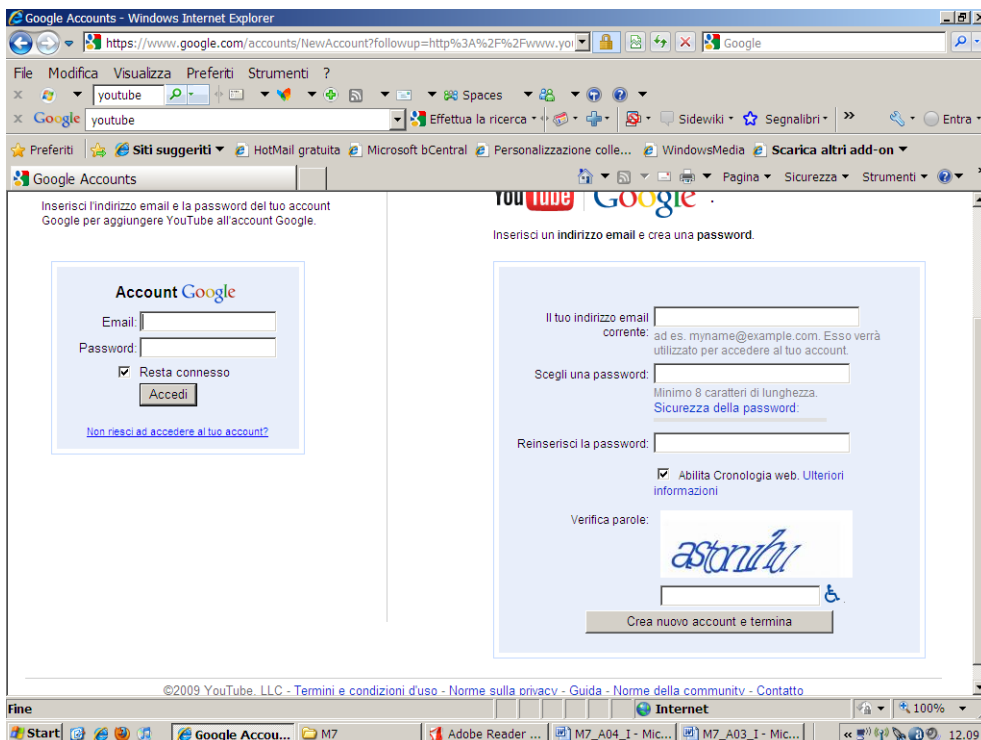 Google Accounts - Windows Internet Explorer
https://www.google.com/accounts/NewAccount?followup=http%3A%2F%2Fwww.yo
Google
File Modifica Visualizza Preferiti Strumenti ?
youtube
Spaces
Google youtube
Effettua la ricerca
Sidewiki
Segnalibri
Entra
Preferiti
Siti suggeriti
HotMail gratuita
Microsoft bCentral
Personalizzazione colle...
WindowsMedia
Scarica altri add-on
Google Accounts
Pagina
Sicurezza
Strumenti
Inserisci l'indirizzo email e la password del tuo account
Google per aggiungere YouTube all'account Google.
Account Google
Email:
Password:
Resta connesso
Accedi
Non riesci ad accedere al tuo account?
You Tube | Google .
Inserisci un indirizzo email e crea una password.
Il tuo indirizzo email
corrente:
ad es. myname@example.com. Esso verrà
utilizzato per accedere al tuo account.
Scegli una password:
Minimo 8 caratteri di lunghezza.
Sicurezza della password:
Reinserisci la password:
Abilita Cronologia web. Ulteriori
informazioni
Verifica parole:
Crea nuovo account e termina
©2009 YouTube, LLC - Termini e condizioni d'uso - Norme sulla privacy - Guida - Norme della community - Contatto
Fine
Internet
100%
Start
Google Accou...
M7
Adobe Reader ...
M7_A04_I - Mic...
M7_A03_I - Mic...
12.09